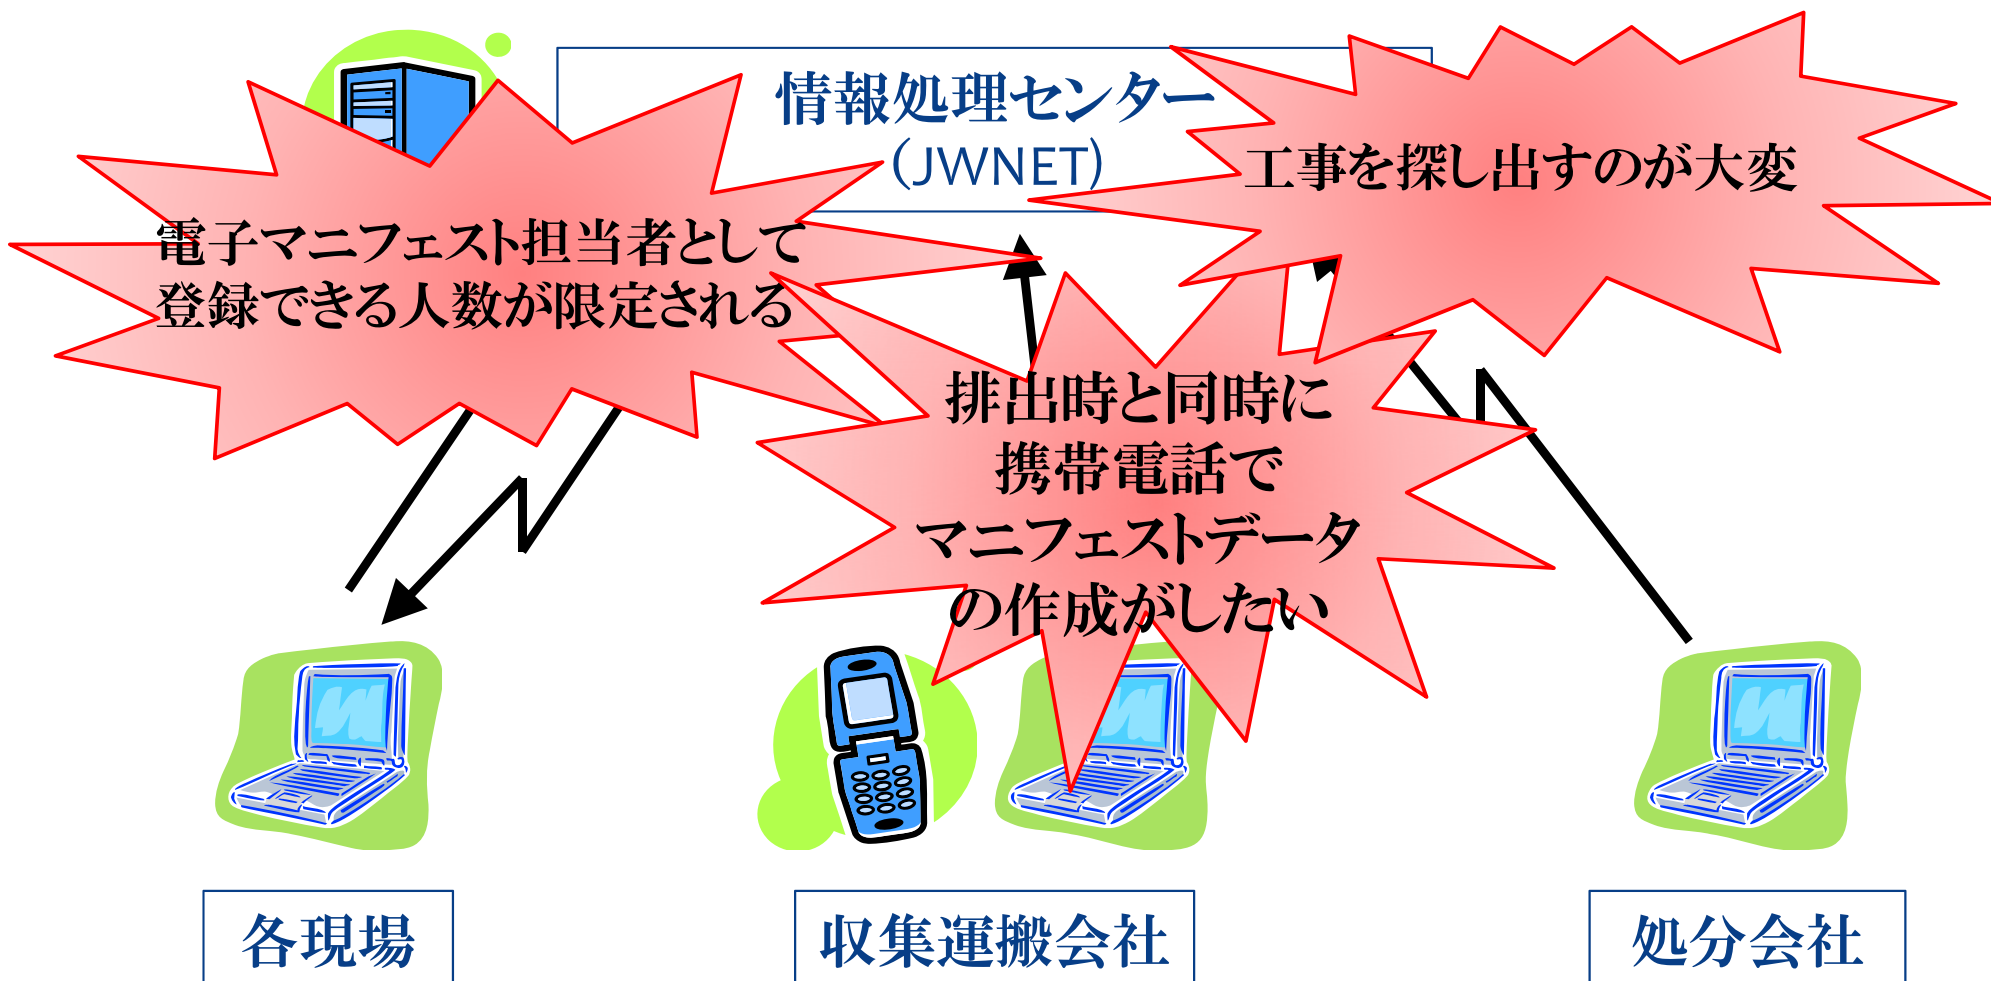 情報処理センター
(JWNET)
工事を探し出すのが大変
電子マニフェスト担当者として
登録できる人数が限定される
排出時と同時に
携帯電話で
マニフェストデータ
の作成がしたい
各現場
収集運搬会社
処分会社